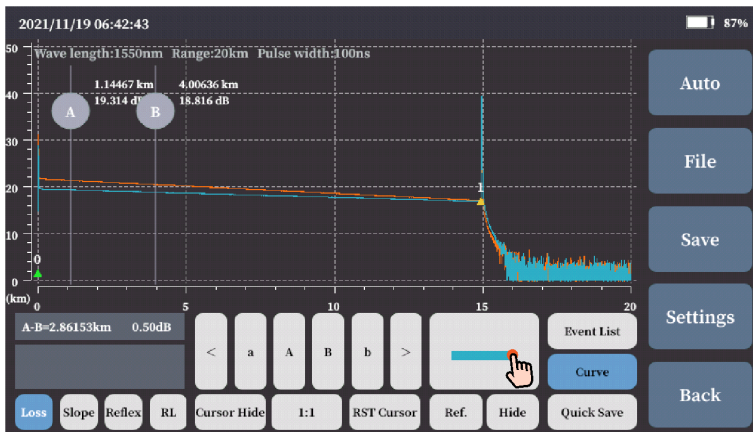 2021/11/19 06:42:43
87%
Wave length:1550nm Range:20km Pulse width:100ns
50
40
30
20
10
0
(km)
1.14467 km 4.00636 km
19.314 d 18.816 dB
A B
1
0
0 5 10 15 20
A-B=2.86153km 0.50dB
< a A B b >
Event List
Curve
Loss Slope Reflex RL Cursor Hide 1:1 RST Cursor Ref. Hide Quick Save
Auto
File
Save
Settings
Back